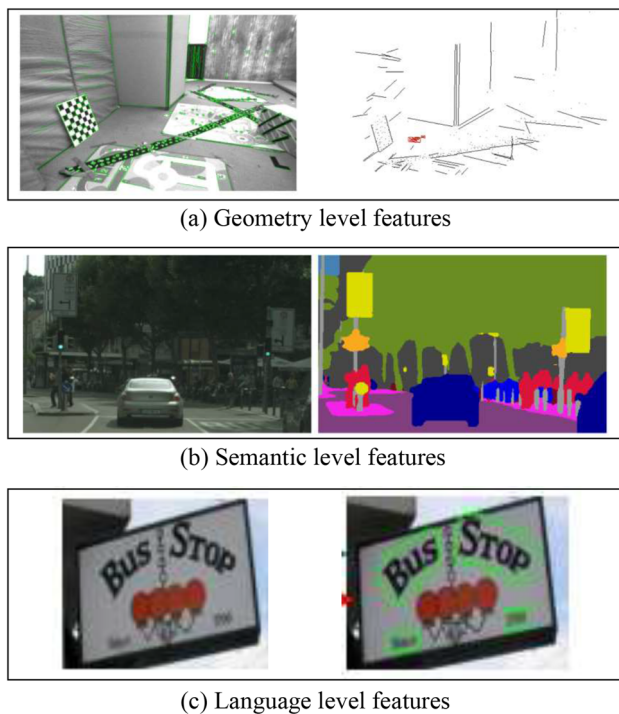 (a) Geometry level features
(b) Semantic level features
Bus Stop
Bus Stop
(c) Language level features